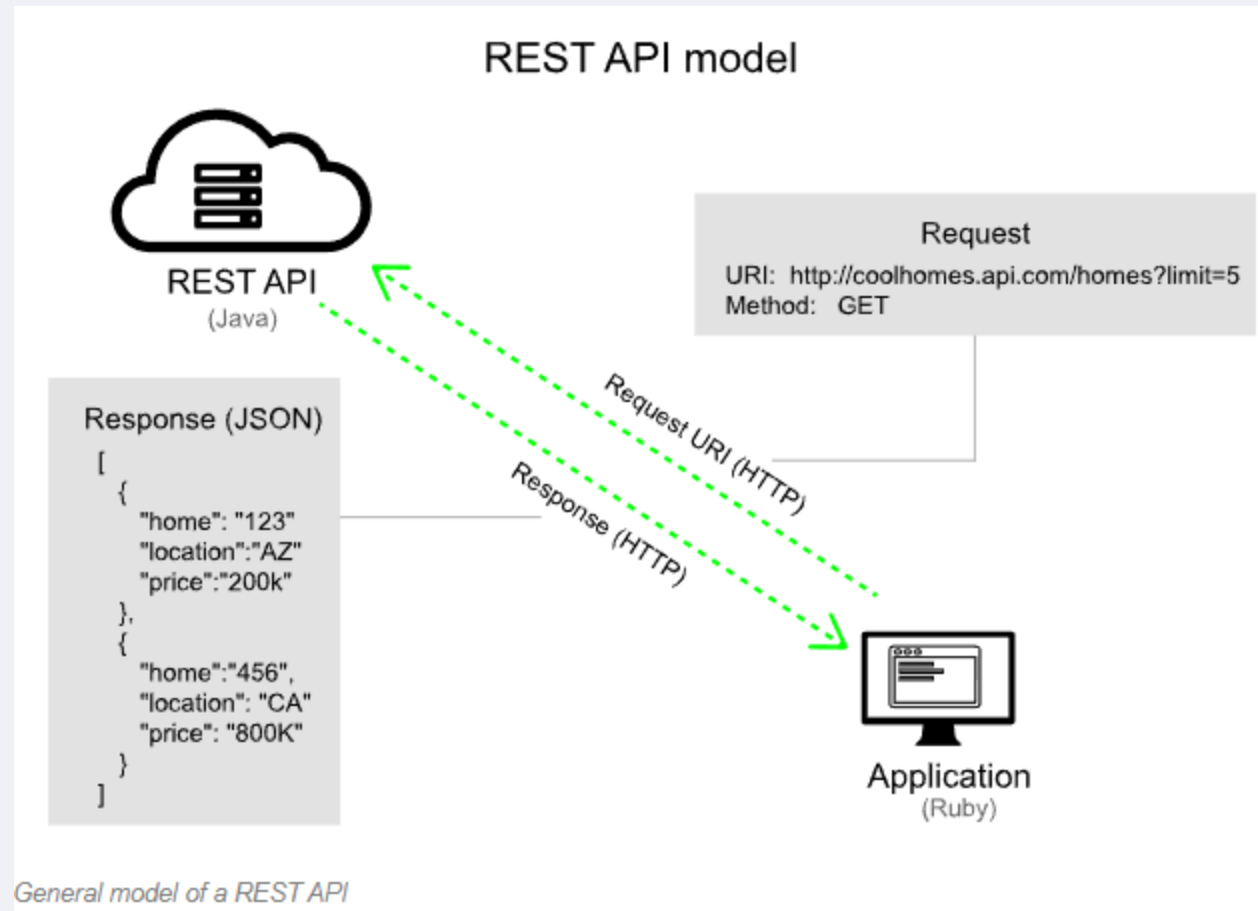 REST API model
REST API
(Java)
Request
URI:  http://coolhomes.api.com/homes?limit=5
Method:   GET
Request URI (HTTP)
Response (HTTP)
Response (JSON)
[
{
"home": "123"
"location":"AZ"
"price":"200k"
},
{
"home":"456",
"location": "CA"
"price": "800K"
}
]
Application
(Ruby)
General model of a REST API